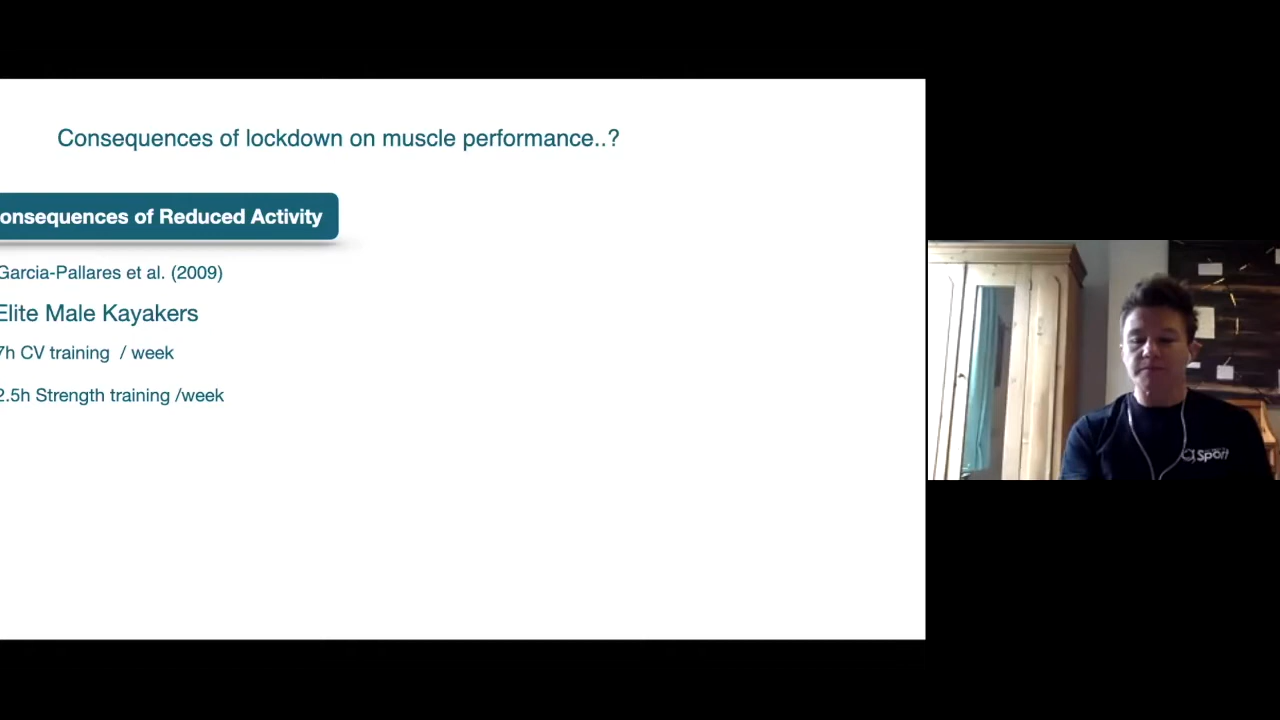 Consequences of lockdown on muscle performance..?
onsequences of Reduced Activity
Garcia-Pallares et al. (2009)
Elite Male Kayakers
7h CV training / week
2.5h Strength training /week
Sport